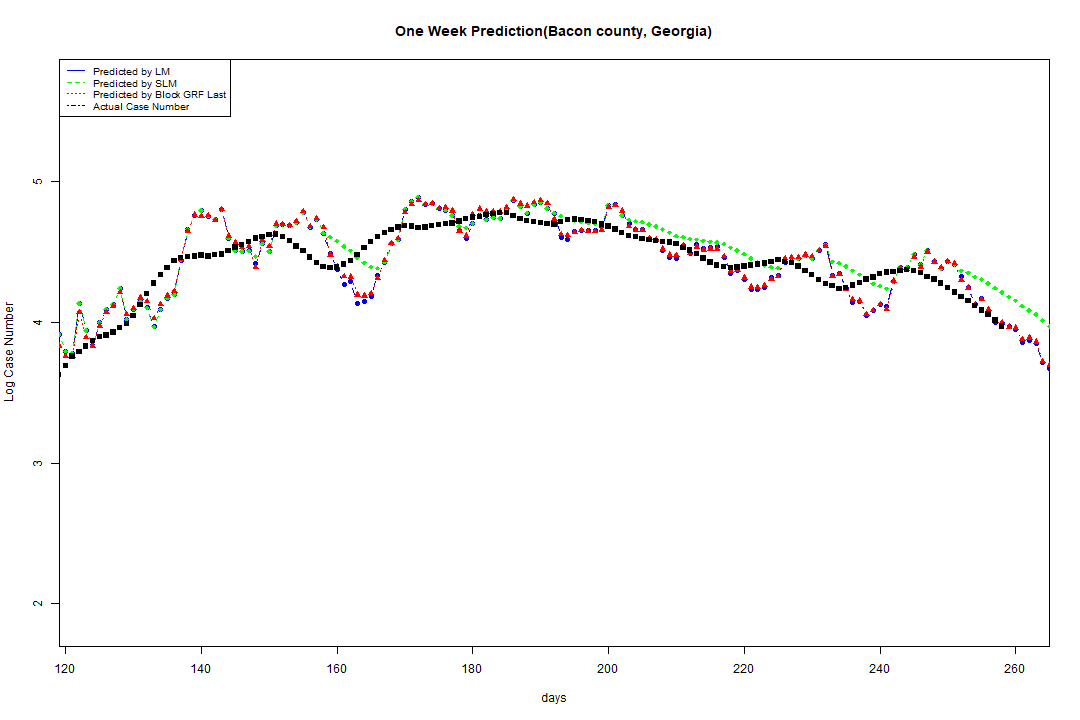 One Week Prediction(Bacon county, Georgia)
Predicted by LM
Predicted by SLM
Predicted by Block GRF Last
Actual Case Number
5
4
3
2
Log Case Number
120 140 160 180 200 220 240 260
days